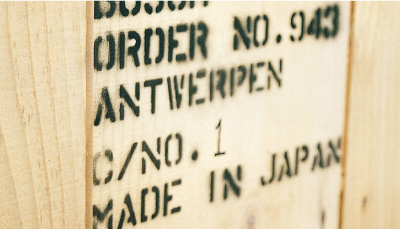 ORDER NO.943
ANTWERPEN
C/NO. 1
MADE IN JAPAN